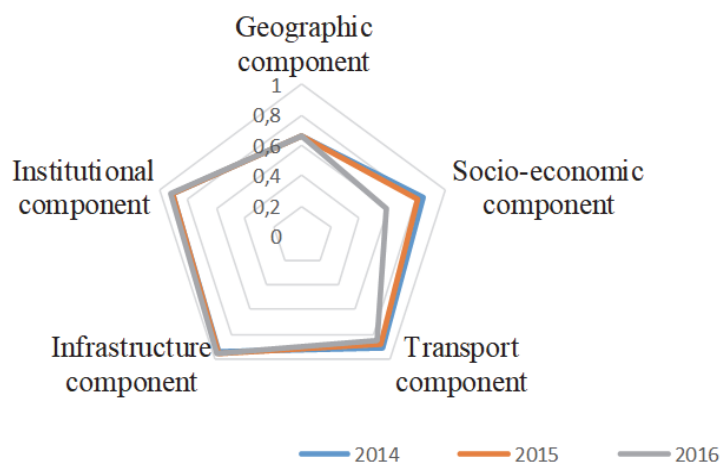 Geographic
component
1
0,8
0,6
0,4
0,2
0
Institutional
component
Socio-economic
component
Infrastructure
component
Transport
component
2014 2015 2016